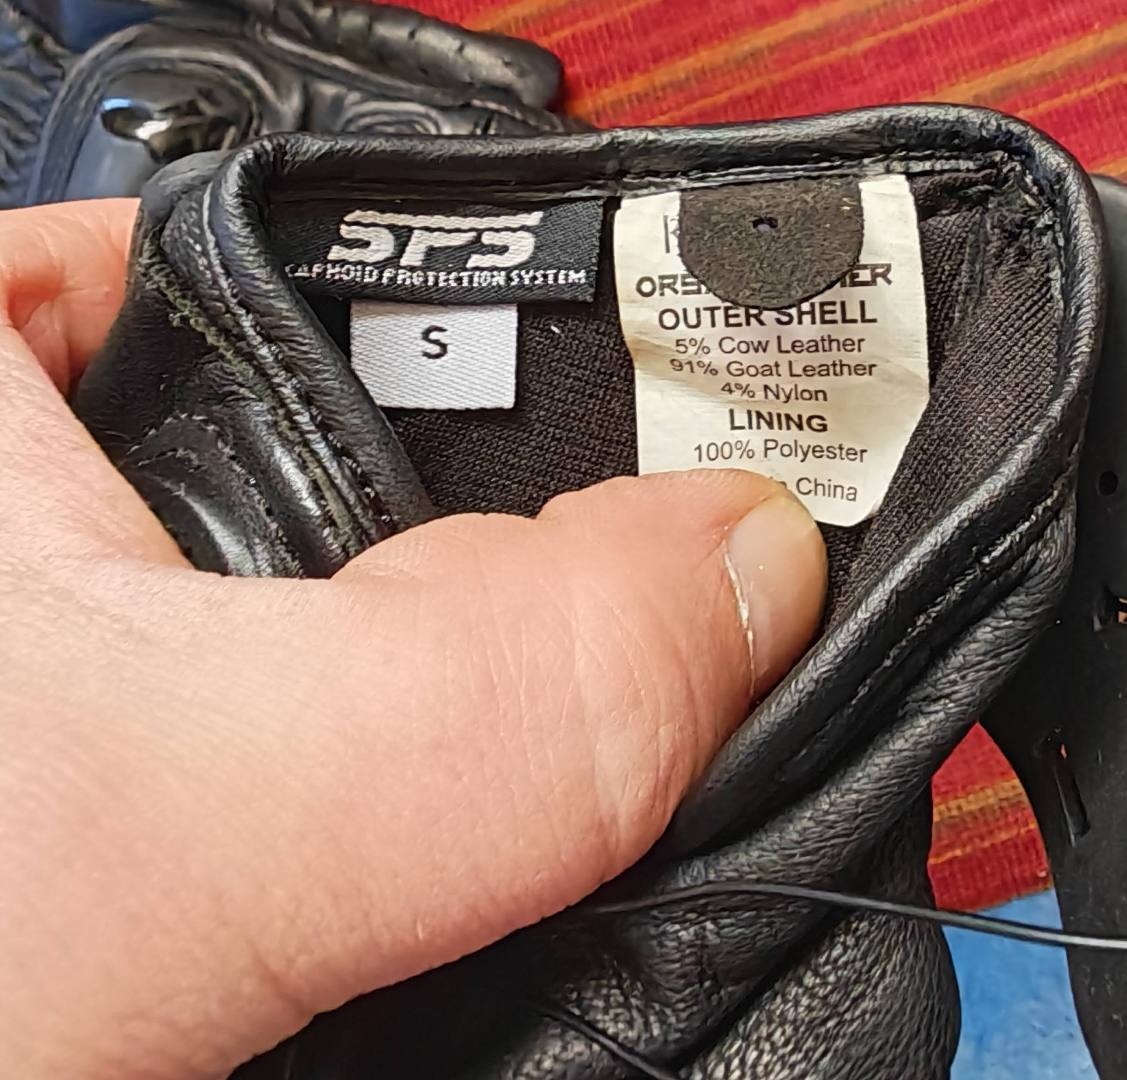 SPS
CAPHOID PROTECTION SYSTEM
S
OUTER SHELL
5% Cow Leather
91% Goat Leather
4% Nylon
LINING
100% Polyester
China